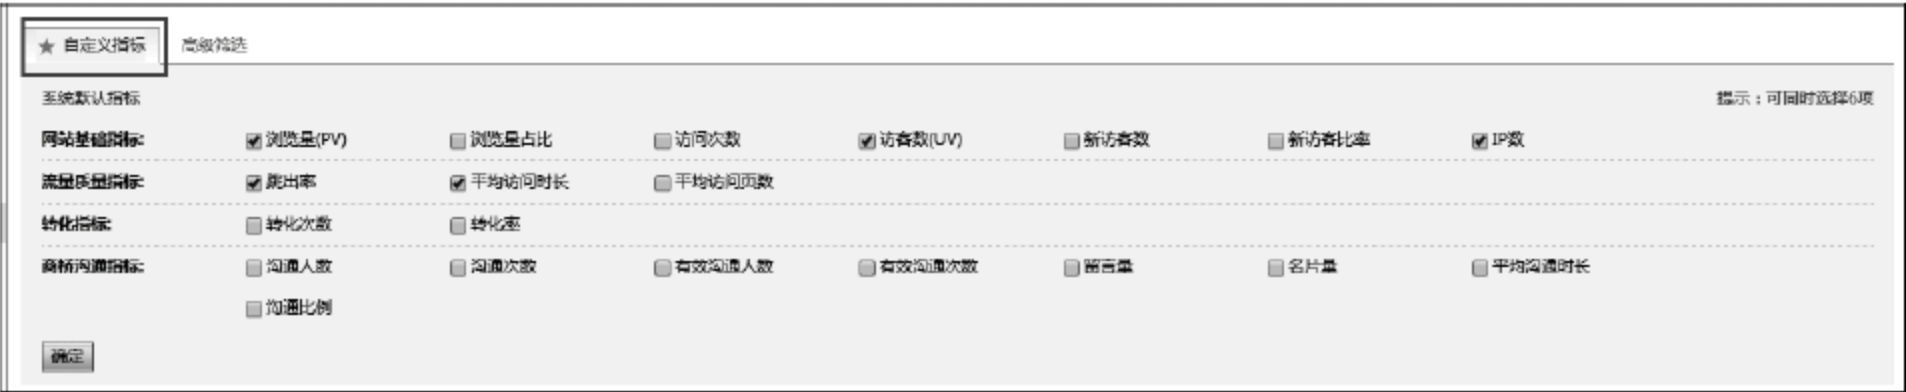 ★ 自定义指标 高级筛选
系统默认指标 提示：可同时选择6项
网站基础指标: 浏览量(PV) 浏览量占比 访问次数 访客数(UV) 新访客数 新访客比率 IP数
流量质量指标: 跳出率 平均访问时长 平均访问页数
转化指标: 转化次数 转化率
商桥沟通指标: 沟通人数 沟通次数 有效沟通人数 有效沟通次数 留言量 名片量 平均沟通时长
沟通比例
确定